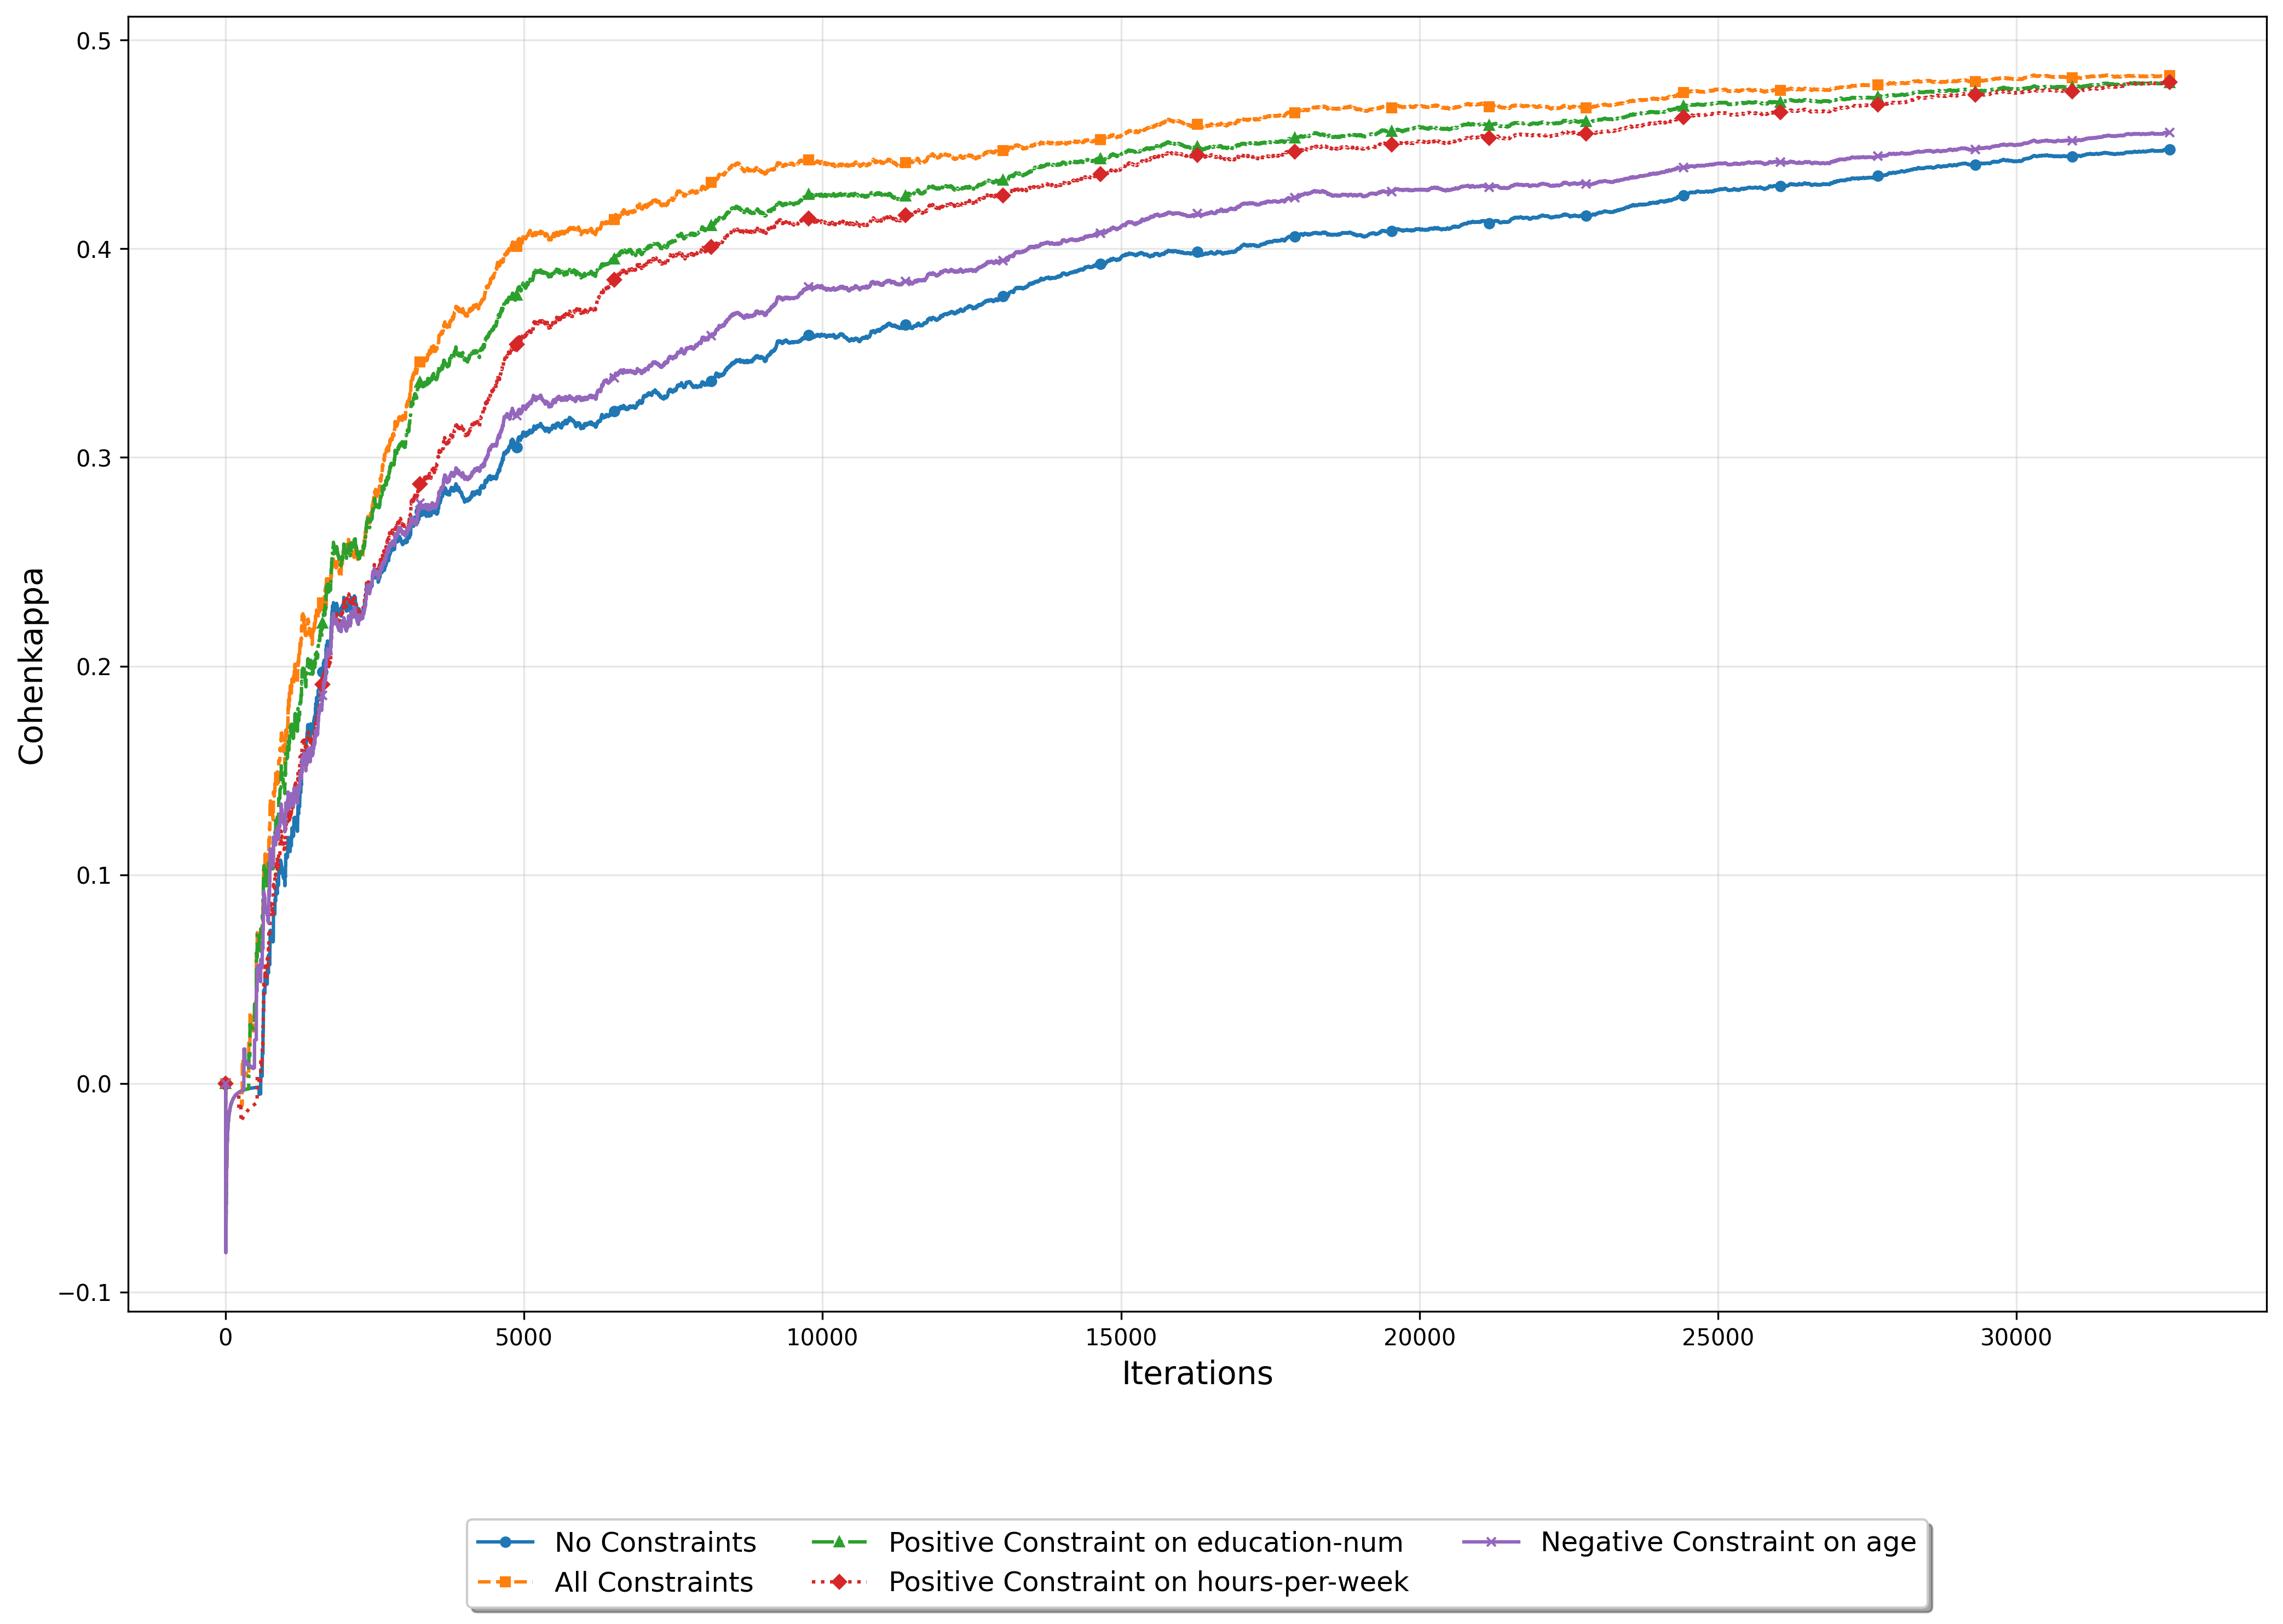 0.5
0.4
0.3
0.2
0.1
0.0
−0.1
Cohenkappa
0 5000 10000 15000 20000 25000 30000
Iterations
No Constraints
All Constraints
Positive Constraint on education-num
Positive Constraint on hours-per-week
Negative Constraint on age